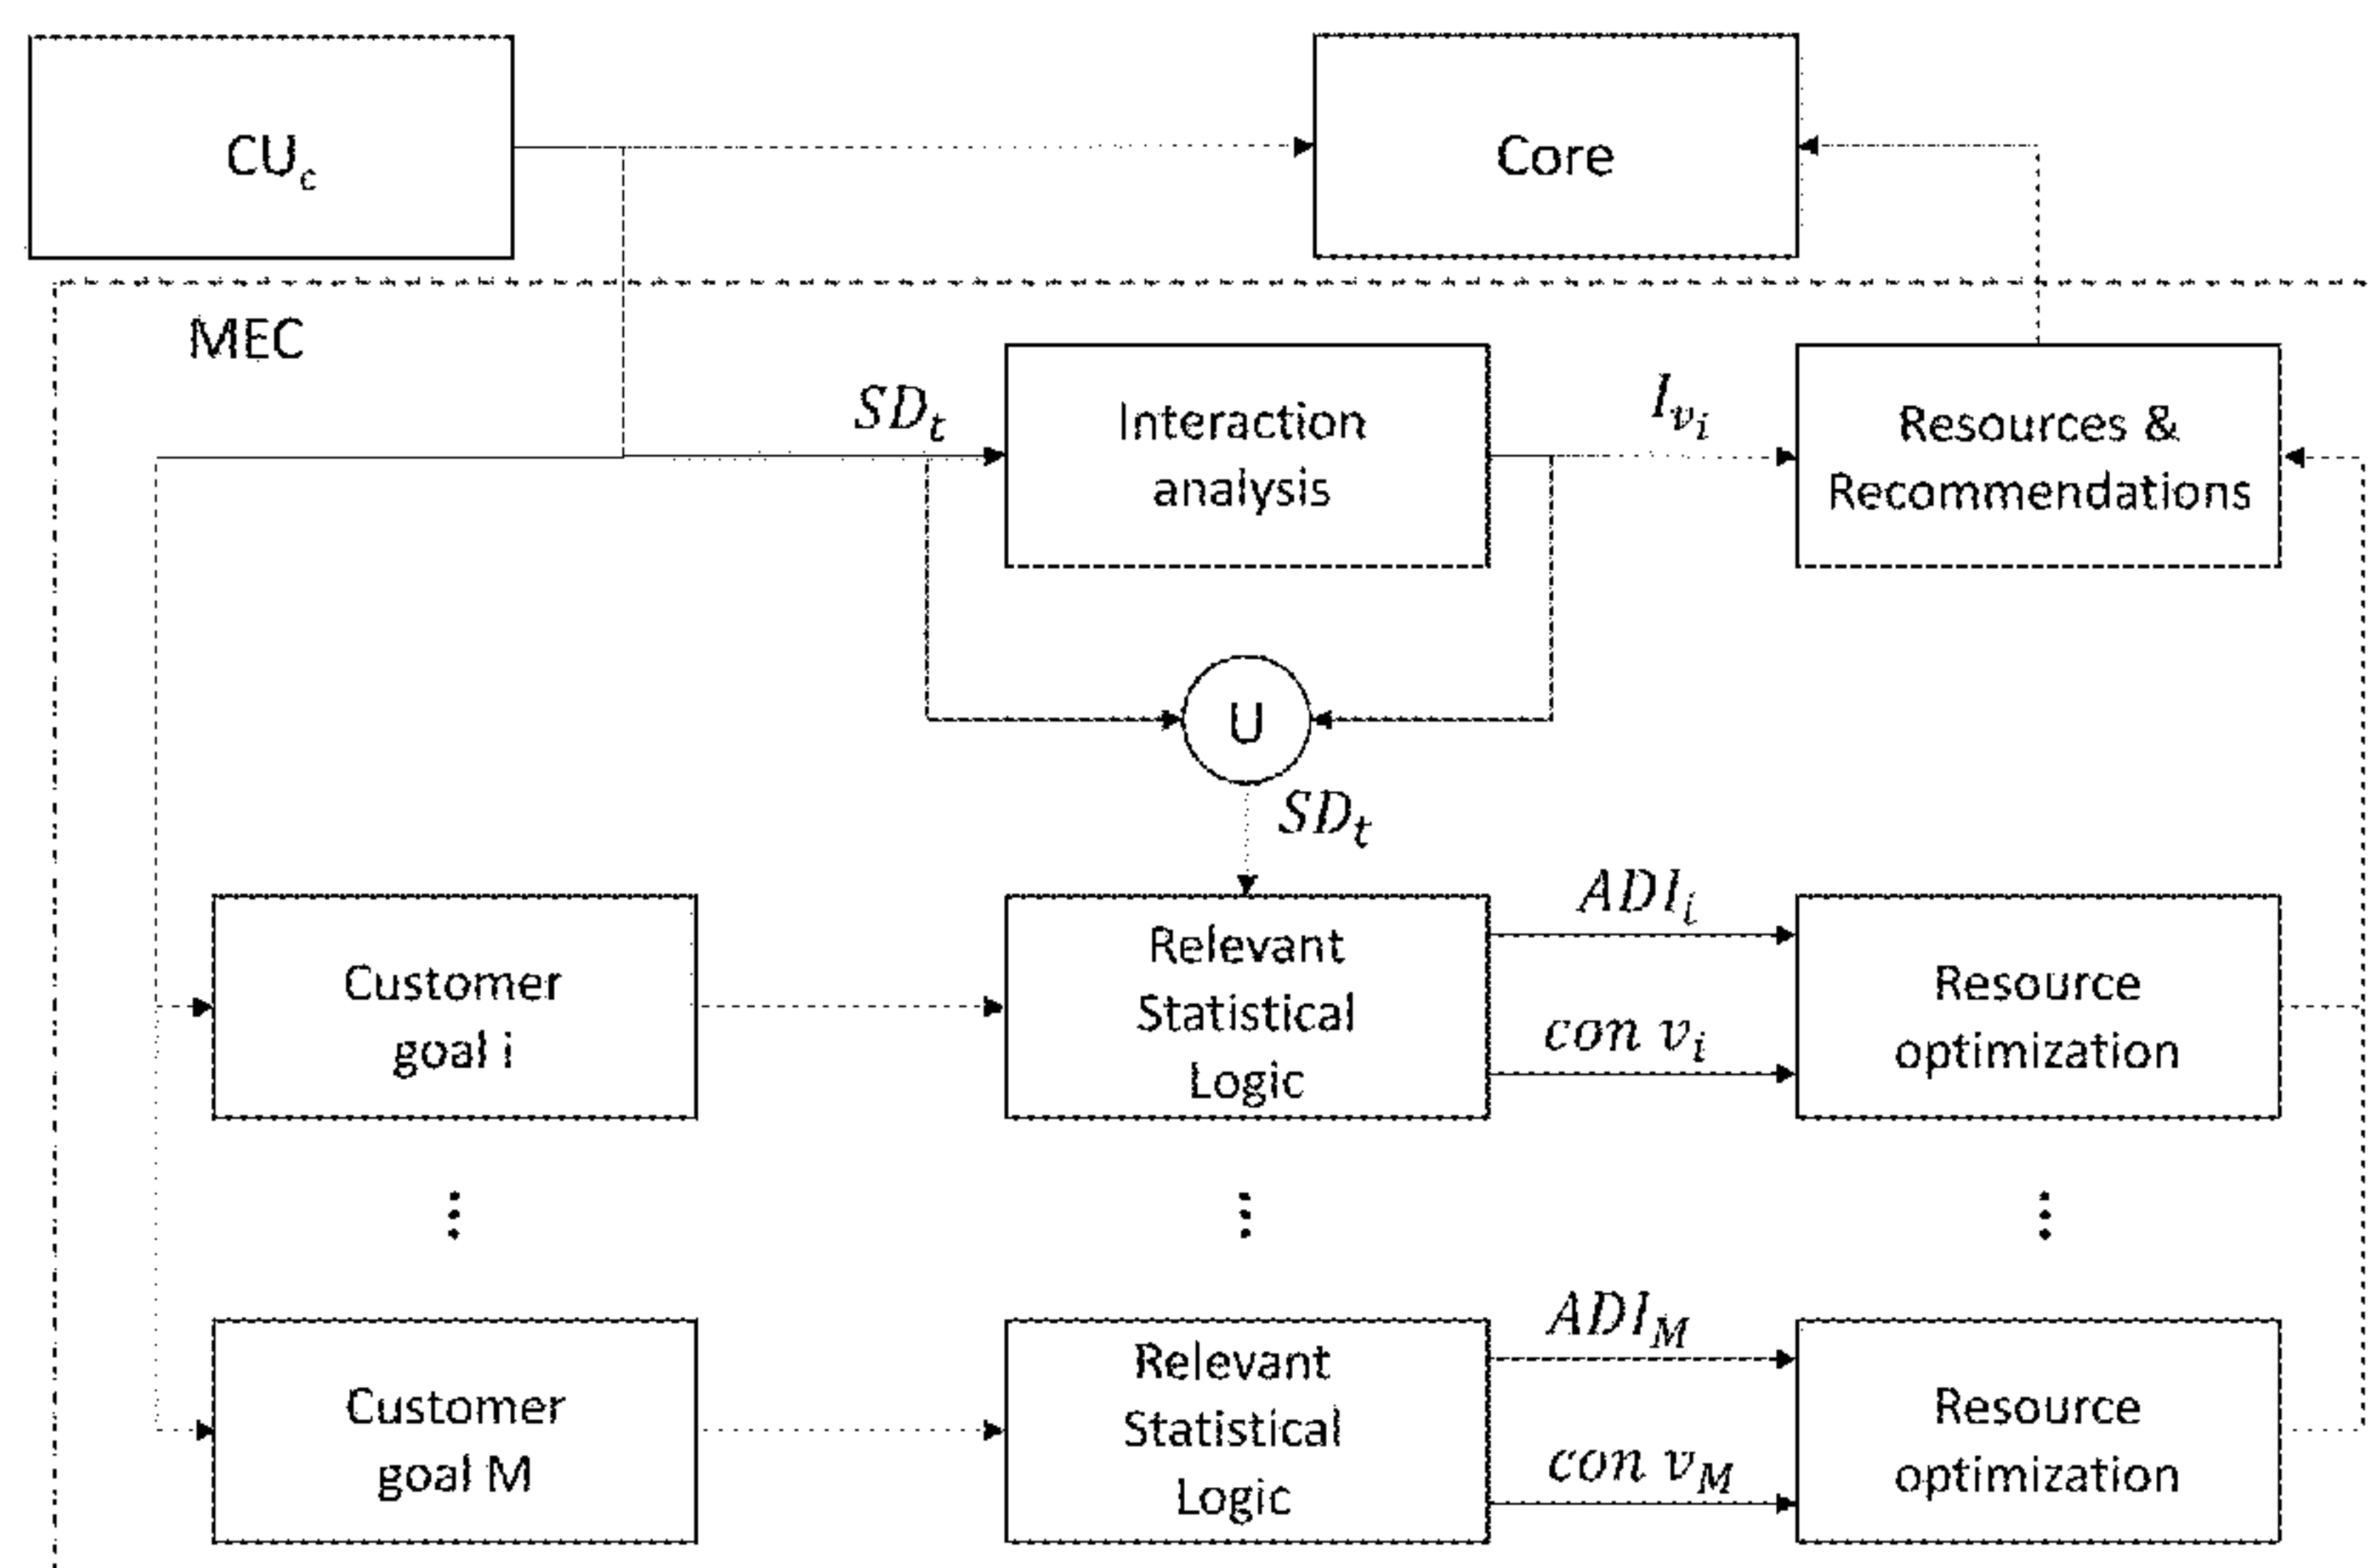 CU_c
Core
MEC
SD_t
Interaction
analysis
I_{v_i}
Resources &
Recommendations
U
SD_t
Customer
goal i
Relevant
Statistical
Logic
ADI_i
con v_i
Resource
optimization
Customer
goal M
Relevant
Statistical
Logic
ADI_M
con v_M
Resource
optimization